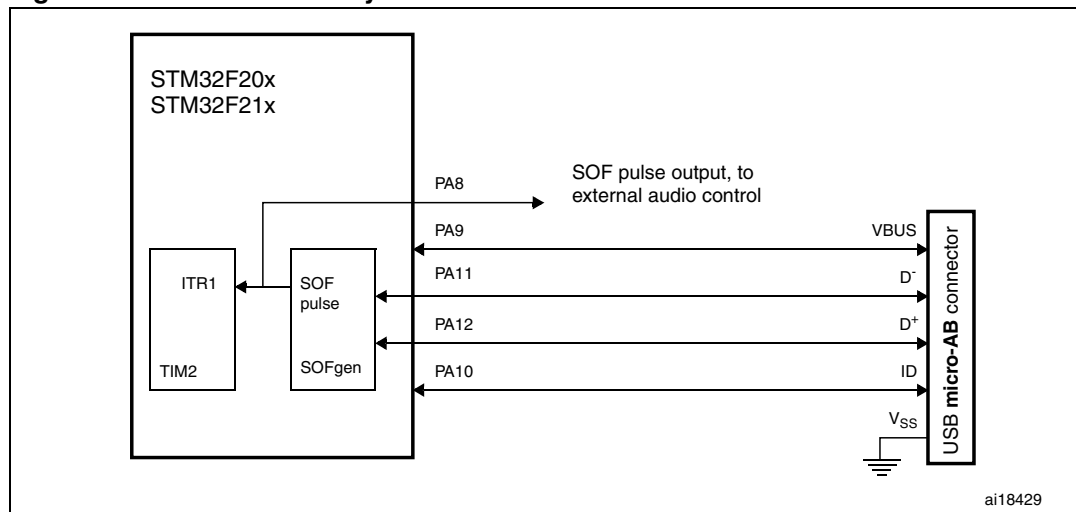 STM32F20x
STM32F21x
PA8
SOF pulse output, to
external audio control
PA9
VBUS
ITR1
SOF
pulse
PA11
D-
PA12
D+
TIM2
SOFgen
PA10
ID
VSS
USB micro-AB connector
ai18429